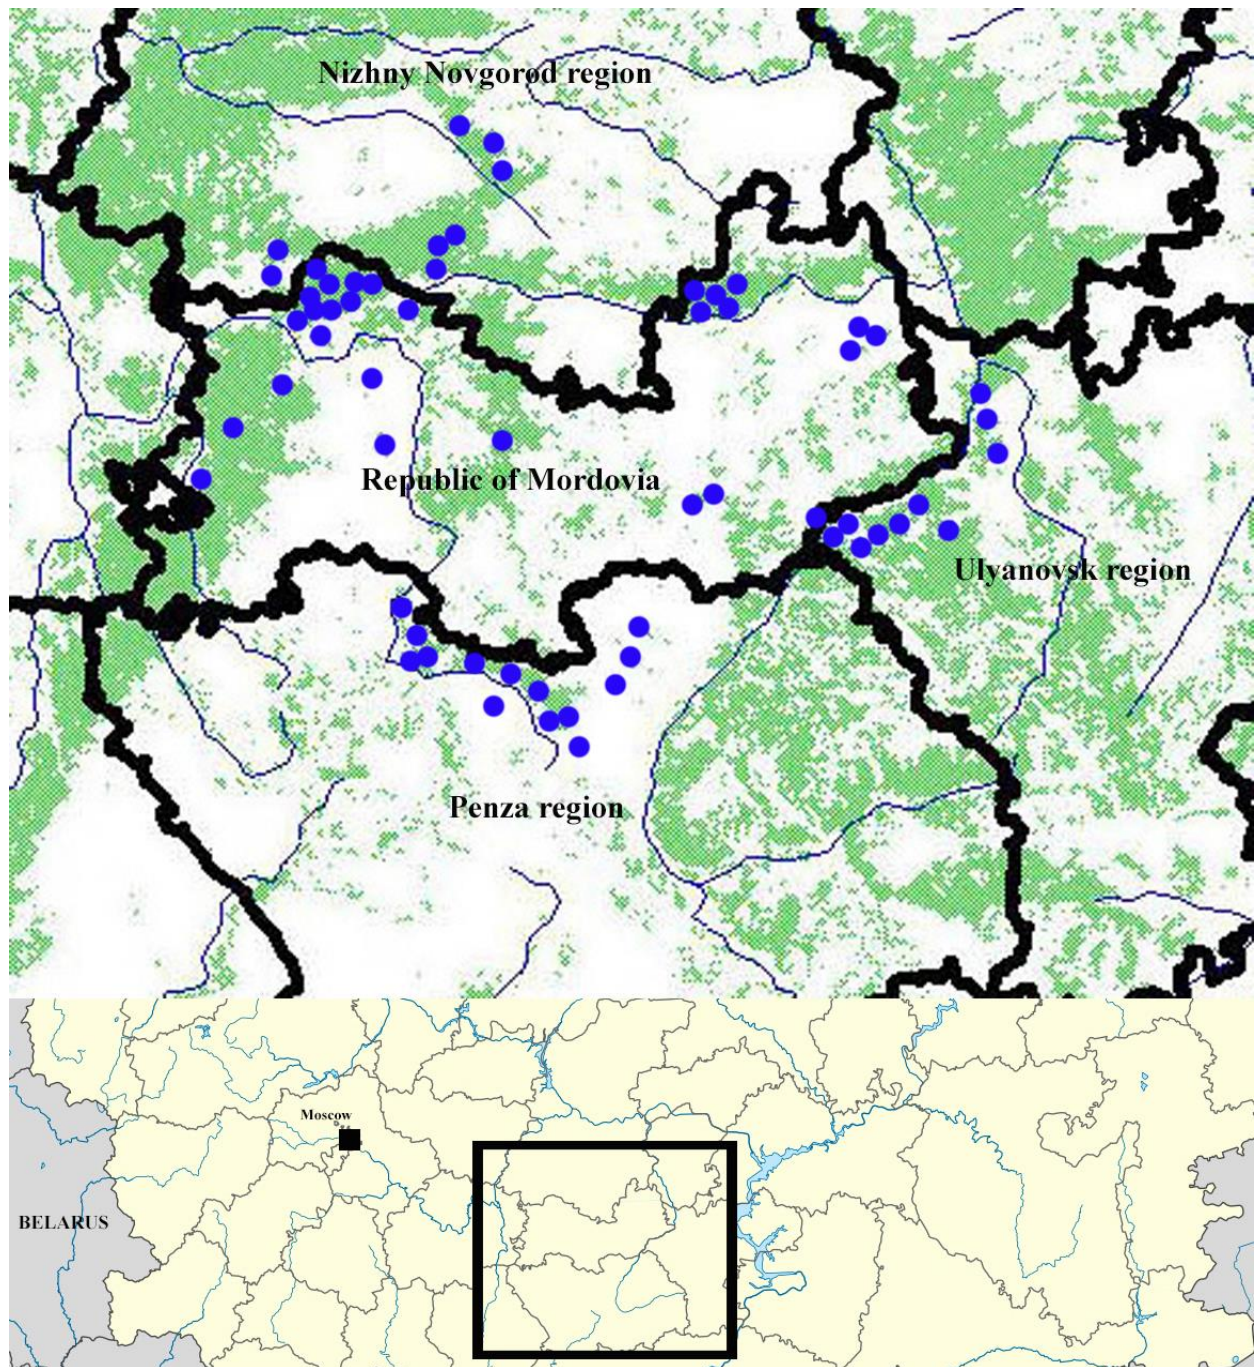 Nizhny Novgorod region
Republic of Mordovia
Ulyanovsk region
Penza region
Moscow
BELARUS